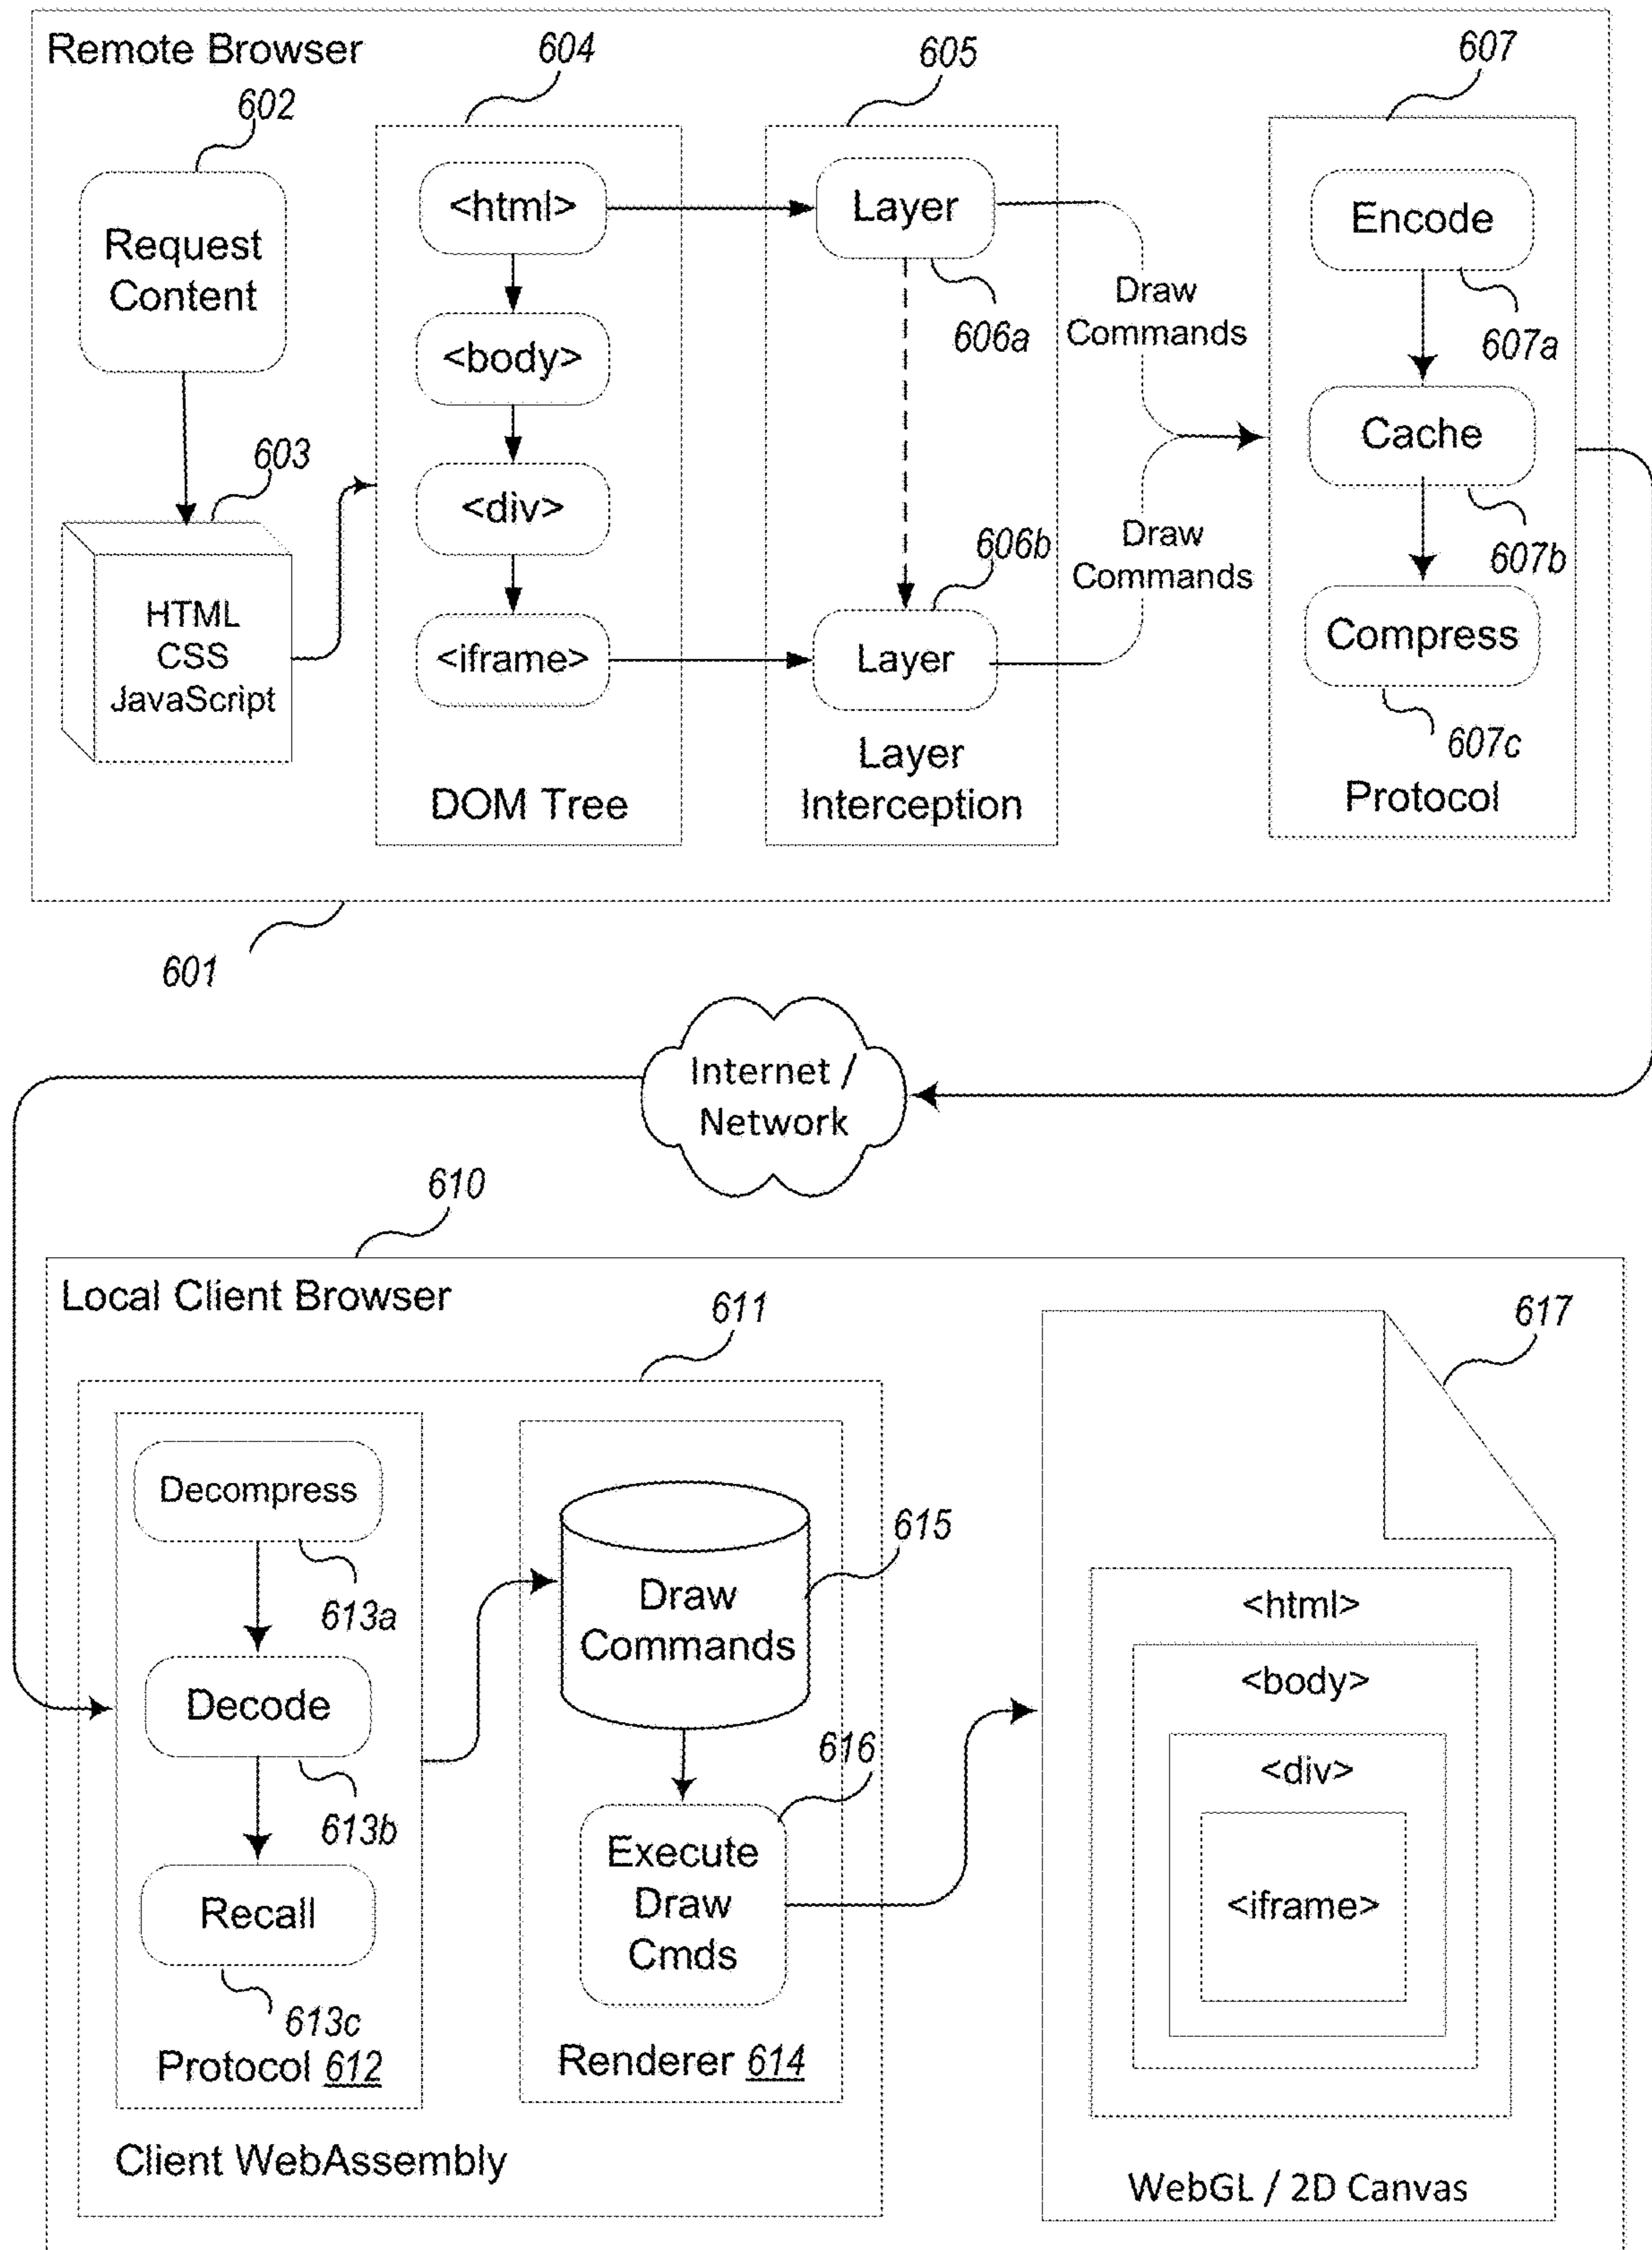 Remote Browser
602
604
605
607
Request
Content
603
HTML
CSS
JavaScript
<html>
<body>
<div>
<iframe>
DOM Tree
Layer
606a
606b
Layer
Layer
Interception
Draw
Commands
Draw
Commands
Encode
607a
Cache
607b
Compress
607c
Protocol
601
Internet /
Network
610
Local Client Browser
611
617
Decompress
613a
Decode
613b
Recall
613c
Protocol 612
Draw
Commands
615
616
Execute
Draw
Cmds
Renderer 614
Client WebAssembly
<html>
<body>
<div>
<iframe>
WebGL / 2D Canvas